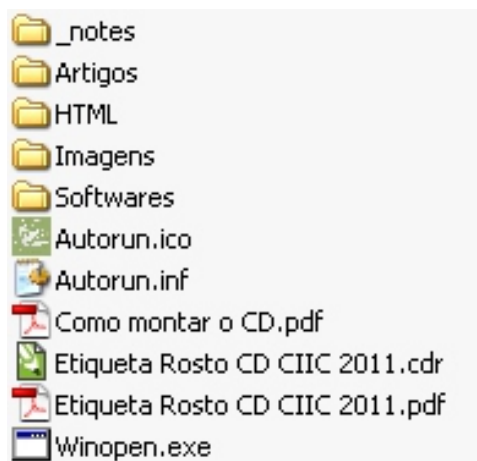 _notes
Artigos
HTML
Imagens
Softwares
Autorun.ico
Autorun.inf
Como montar o CD.pdf
Etiqueta Rosto CD CIIC 2011.cdr
Etiqueta Rosto CD CIIC 2011.pdf
Winopen.exe